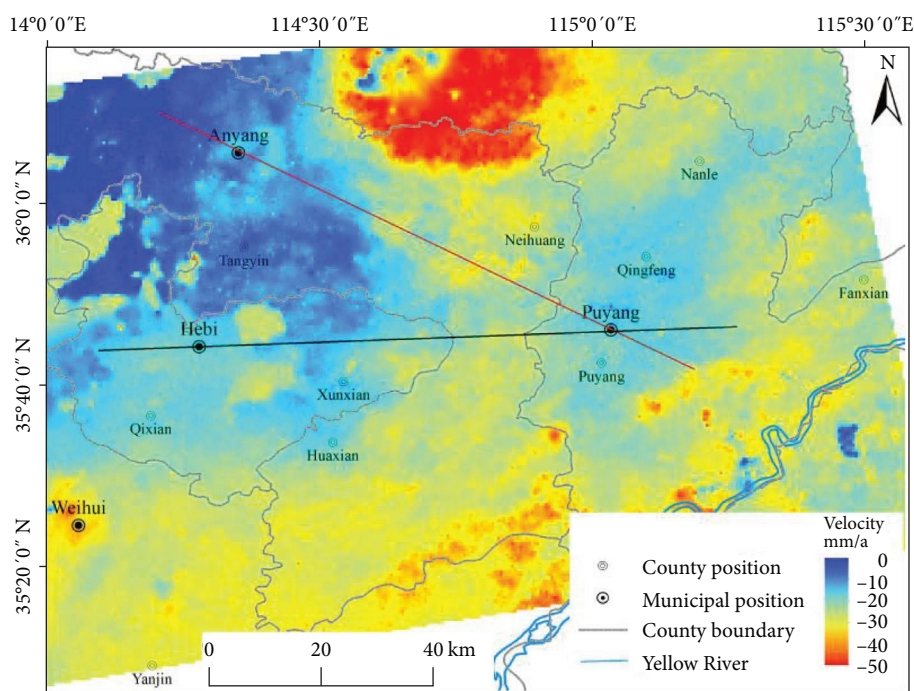 14°0′0″E 114°5′0″E 115°0′0″E 115°5′0″E
N
Anyang
Nanle
36°0′0″ N
Neihuang
Tangyin
Qingfeng
Fanxian
Puyang
Hebi
Puyang
35°40′0″ N
Xunxian
Qixian
Huaxian
Weihui
35°20′0″ N
Yanjin
0 20 40 km
County position
Municipal position
County boundary
Yellow River
Velocity
mm/a
0
−10
−20
−30
−40
−50